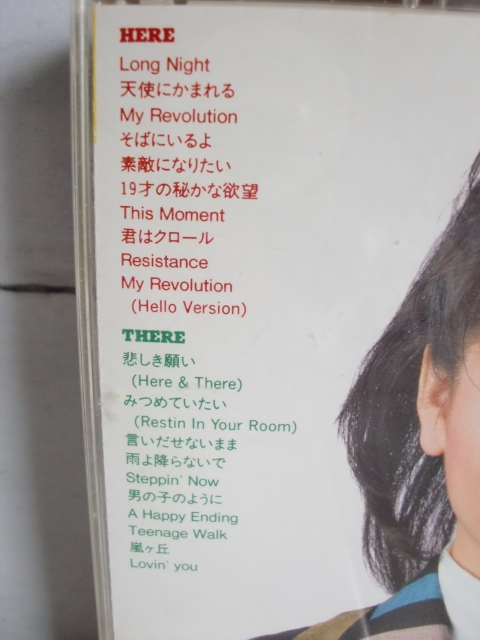 HERE
Long Night
天使にかまれる
My Revolution
そばにいるよ
素敵になりたい
19才の秘かな欲望
This Moment
君はクロール
Resistance
My Revolution
(Hello Version)
THERE
悲しき願い
(Here & There)
みつめていたい
(Restin In Your Room)
言いだせないまま
雨よ降らないで
Steppin' Now
男の子のように
A Happy Ending
Teenage Walk
嵐ヶ丘
Lovin' you